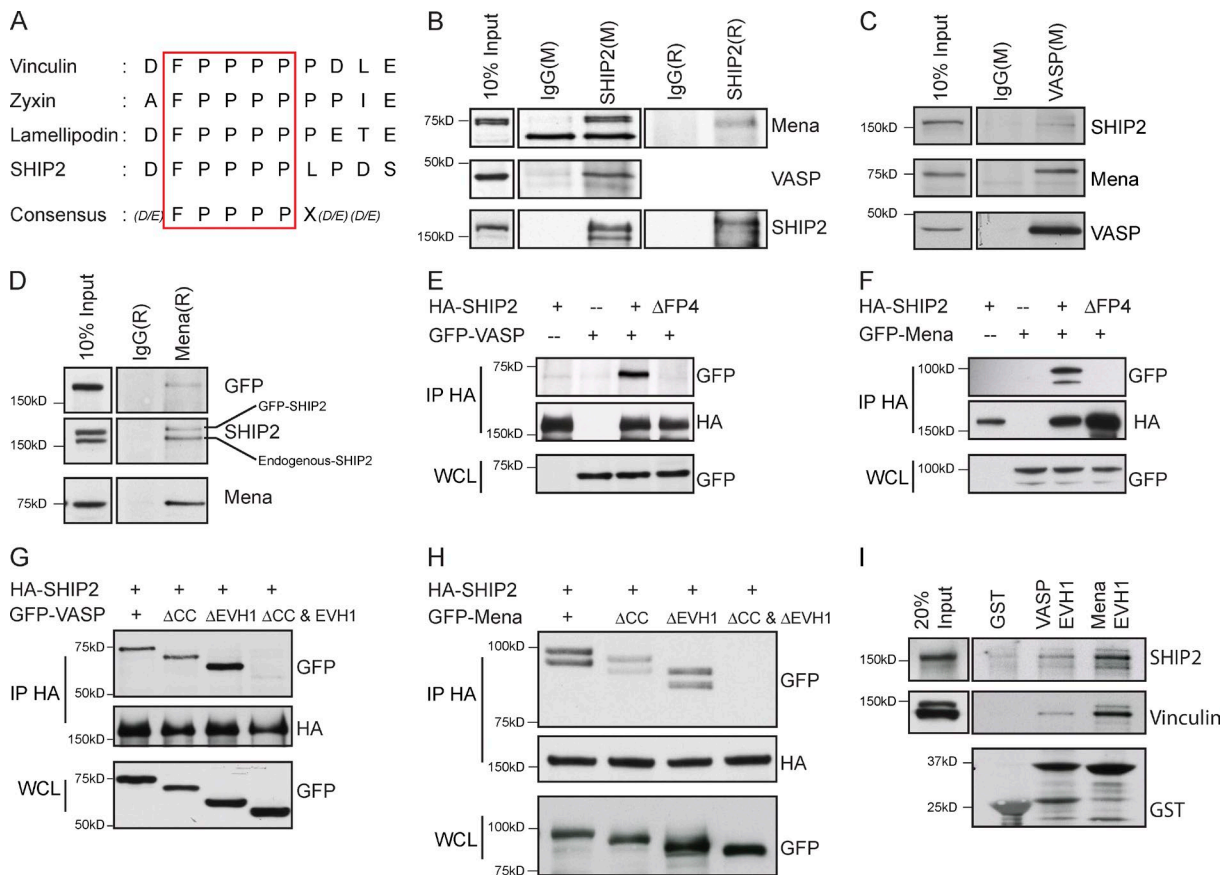 A
Vinculin : D F P P P P P D L E
Zyxin : A F P P P P P P I E
Lamellipodin : D F P P P P P E T E
SHIP2 : D F P P P P L P D S
Consensus : (D/E) F P P P P X (D/E) (D/E)
B
10% Input
IgG(M)
SHIP2(M)
IgG(R)
SHIP2(R)
75kD
Mena
50kD
VASP
150kD
SHIP2
C
10% Input
IgG(M)
VASP(M)
150kD
SHIP2
75kD
Mena
50kD
VASP
D
10% Input
IgG(R)
Mena(R)
150kD
GFP
GFP-SHIP2
150kD
SHIP2
Endogenous-SHIP2
75kD
Mena
E
HA-SHIP2 + -- + ΔFP4
GFP-VASP -- + + +
IP HA
75kD
GFP
150kD
HA
WCL
75kD
GFP
F
HA-SHIP2 + -- + ΔFP4
GFP-Mena -- + + +
IP HA
100kD
GFP
150kD
HA
WCL
100kD
GFP
G
HA-SHIP2 + + + +
GFP-VASP + ΔCC ΔEVH1 ΔCC & EVH1
IP HA
75kD
GFP
50kD
150kD
HA
WCL
75kD
GFP
50kD
H
HA-SHIP2 + + + +
GFP-Mena + ΔCC ΔEVH1 ΔCC & ΔEVH1
IP HA
100kD
GFP
75kD
150kD
HA
WCL
100kD
GFP
75kD
I
20% Input
GST
VASP EVH1
Mena EVH1
150kD
SHIP2
150kD
Vinculin
37kD
25kD
GST